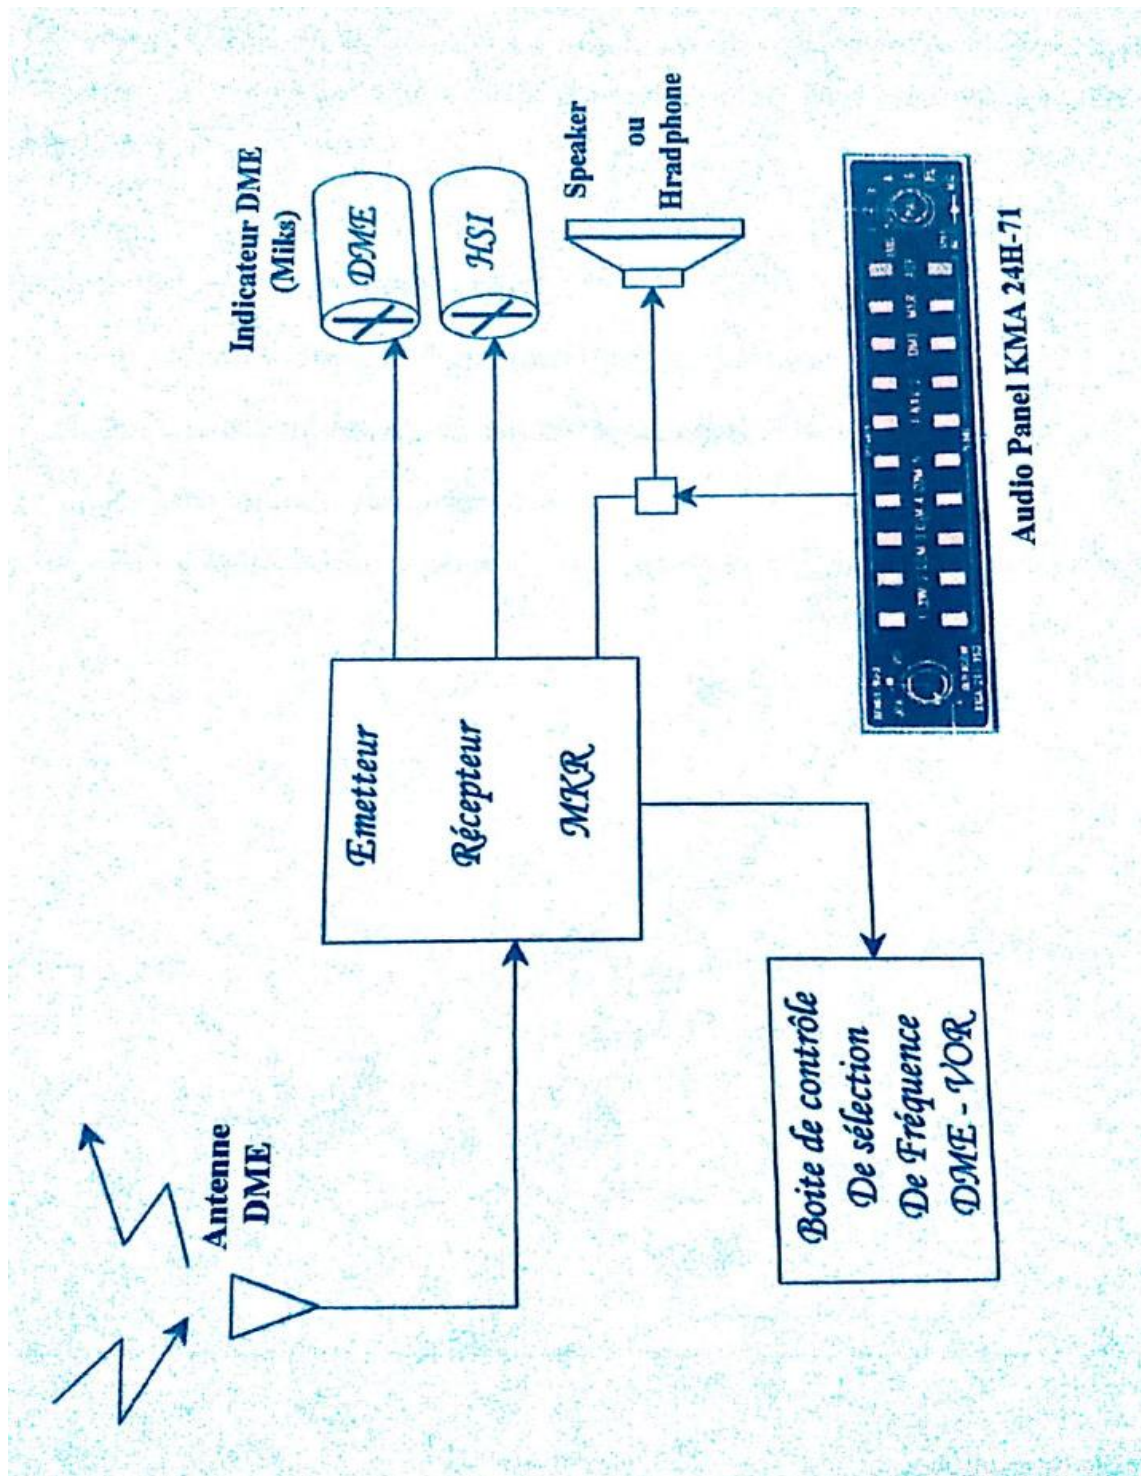 Antenne
DME
Emetteur
Récepteur
MKR
Indicateur DME
(Miks)
DME
HSI
Speaker
ou
Hradphone
Boite de contrôle
De sélection
De Fréquence
DME - VOR
Audio Panel KMA 24H-71